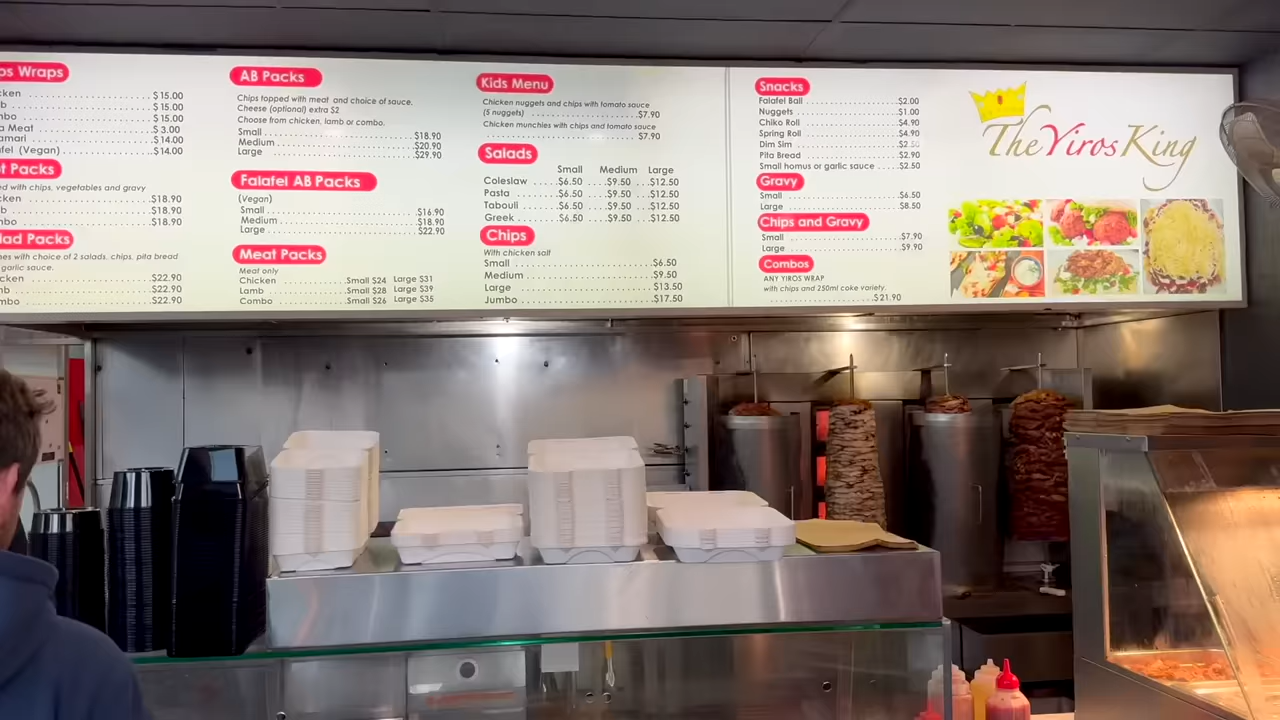 os Wraps
cken $15.00
b $15.00
nbo $15.00
a Meat $3.00
amari $14.00
afel (Vegan) $14.00
t Packs
ed with chips, vegetables and gravy
cken $18.90
b $18.90
nbo $18.90
lad Packs
nes with choice of 2 salads, chips, pita bread
garlic sauce.
cken $22.90
mb $22.90
mbo $22.90
AB Packs
Chips topped with meat and choice of sauce.
Cheese (optional) extra $2
Choose from chicken, lamb or combo.
Small $18.90
Medium $20.90
Large $29.90
Falafel AB Packs
(Vegan)
Small $16.90
Medium $18.90
Large $22.90
Meat Packs
Meat only
Chicken Small $24 Large $31
Lamb Small $28 Large $39
Combo Small $26 Large $35
Kids Menu
Chicken nuggets and chips with tomato sauce
(5 nuggets) $7.90
Chicken munchies with chips and tomato sauce
$7.90
Salads
Small Medium Large
Coleslaw $6.50 $9.50 $12.50
Pasta $6.50 $9.50 $12.50
Tabouli $6.50 $9.50 $12.50
Greek $6.50 $9.50 $12.50
Chips
With chicken salt
Small $6.50
Medium $9.50
Large $13.50
Jumbo $17.50
Snacks
Falafel Ball $2.00
Nuggets $1.00
Chiko Roll $4.90
Spring Roll $4.90
Dim Sim
Pita Bread $2.90
Small homus or garlic sauce $2.50
Gravy
Small $6.50
Large $8.50
Chips and Gravy
Small $7.90
Large $9.90
Combos
ANY YIROS WRAP
with chips and 250ml coke variety.
$21.90
The Yiros King